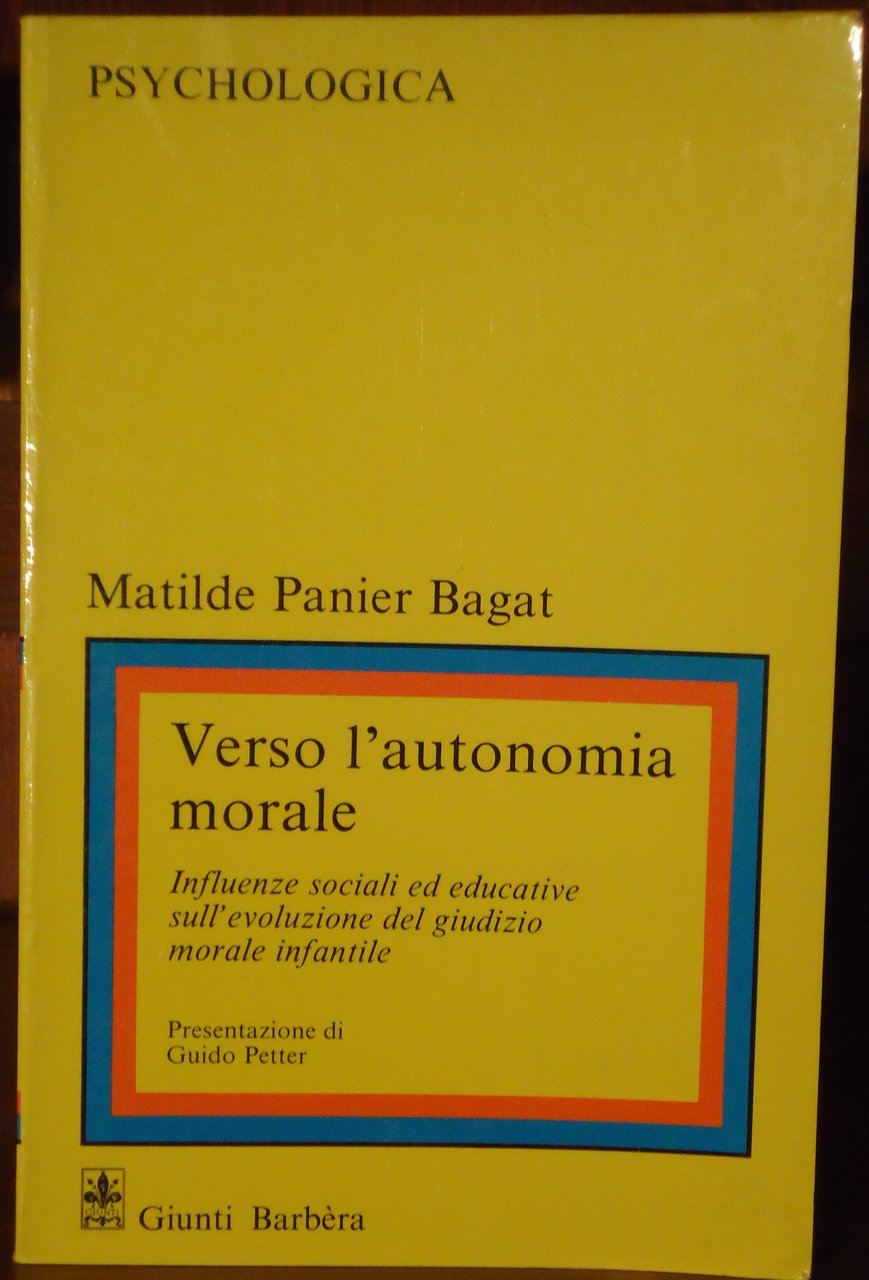 PSYCHOLOGICA
Matilde Panier Bagat
Verso l'autonomia
morale
Influenze sociali ed educative
sull'evoluzione del giudizio
morale infantile
Presentazione di
Guido Petter
GIUNTI
Giunti Barbèra